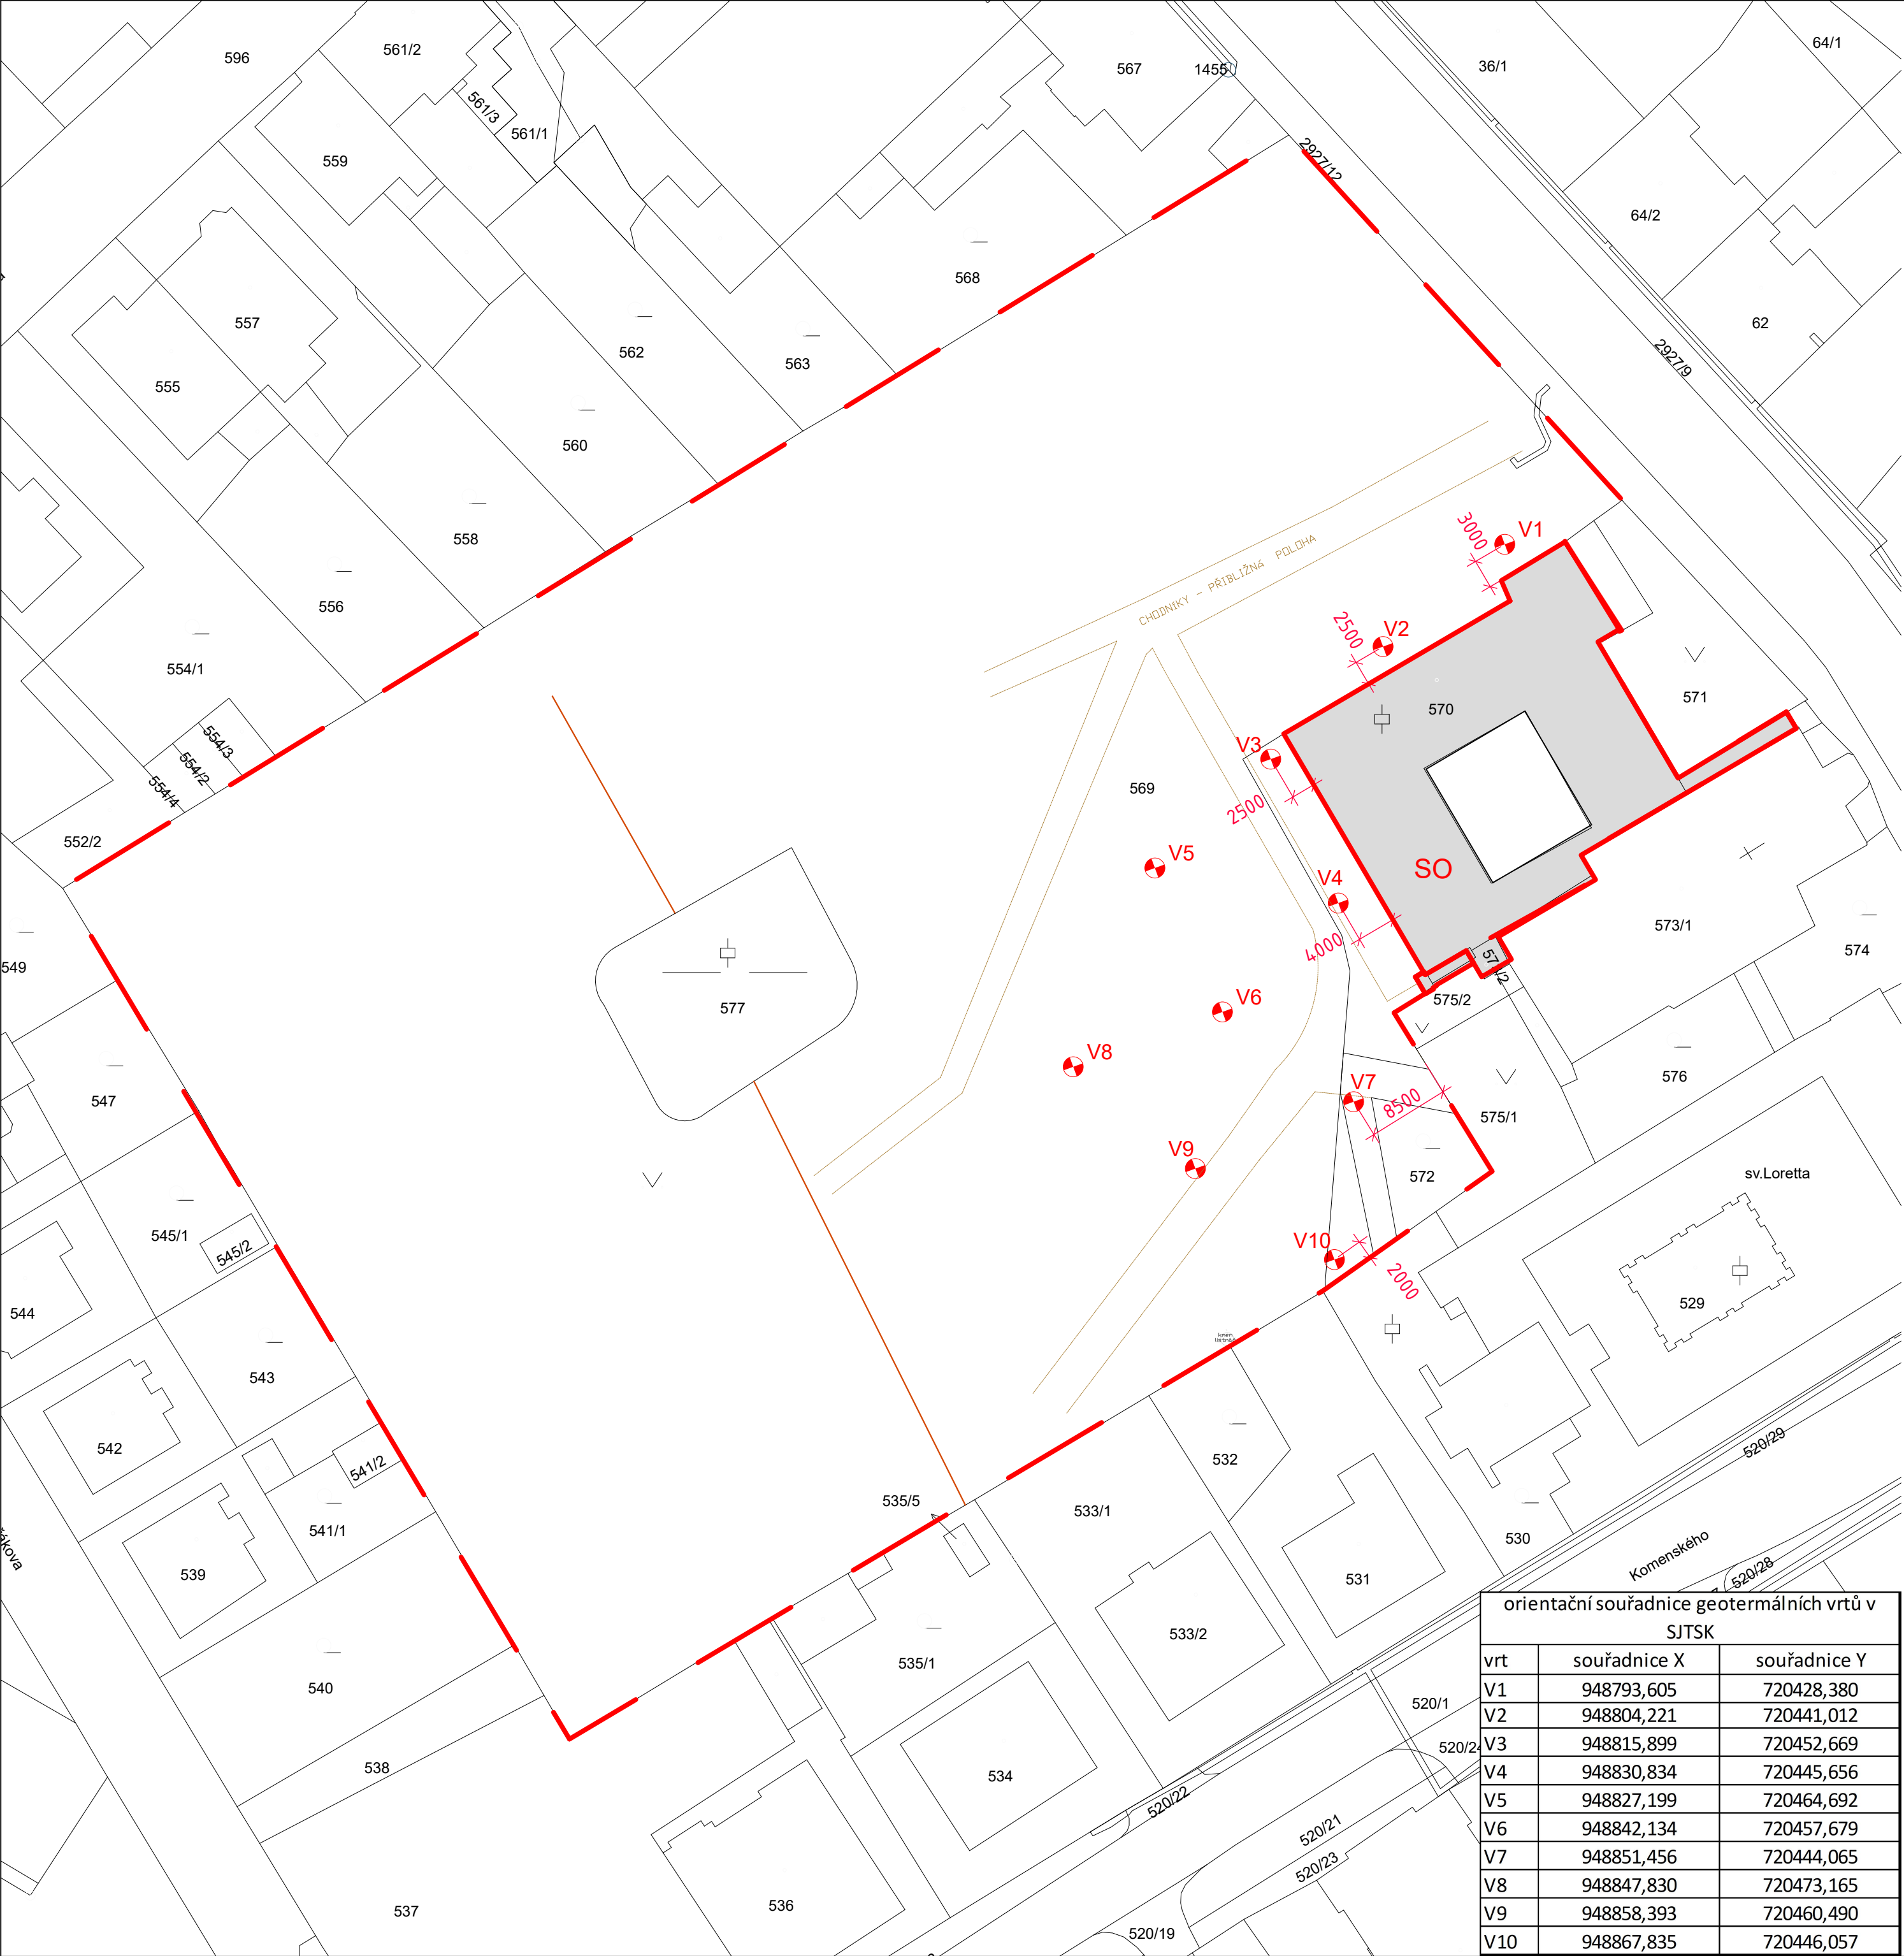 596
561/2
561/3
561/1
559
567
1455
2927/12
36/1
64/1
64/2
62
2927/9
557
555
568
562
563
560
558
556
554/1
554/3
554/2
554/4
552/2
CHODNIKY - PŘIBLIŽNÁ POLOHA
3000
V1
2500
V2
570
571
V3
2500
569
V5
SO
V4
4000
573/1
574
575/2
577
V6
V8
V7
8500
575/1
576
572
V9
V10
2000
sv.Loretta
529
549
547
545/1
545/2
544
543
542
541/2
541/1
539
540
538
537
535/5
533/1
532
531
530
533/2
535/1
534
536
520/29
Komenského
520/28
520/1
520/24
520/22
520/21
520/23
520/19
orientační souřadnice geotermálních vrtů v
SJTSK
vrt souřadnice X souřadnice Y
V1 948793,605 720428,380
V2 948804,221 720441,012
V3 948815,899 720452,669
V4 948830,834 720445,656
V5 948827,199 720464,692
V6 948842,134 720457,679
V7 948851,456 720444,065
V8 948847,830 720473,165
V9 948858,393 720460,490
V10 948867,835 720446,057